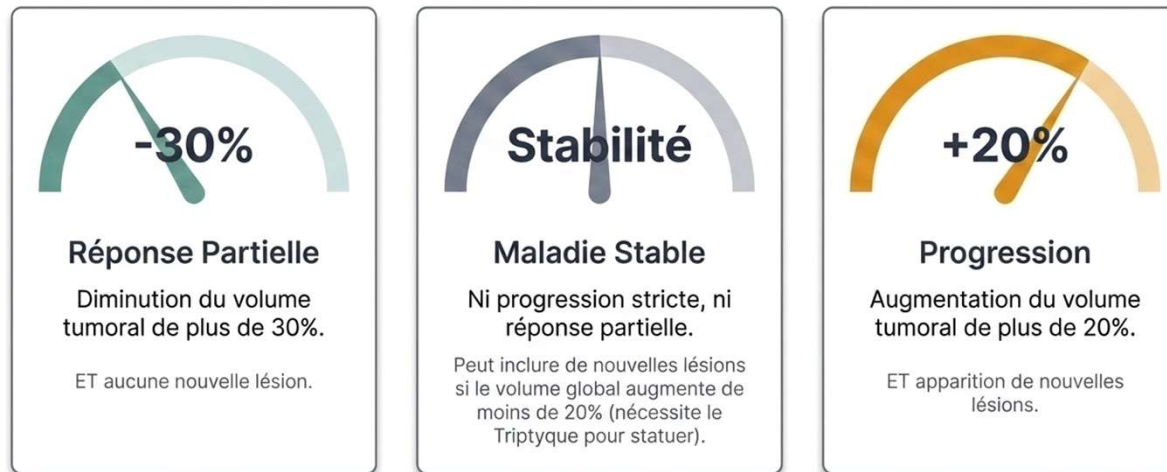 -30%
Réponse Partielle
Diminution du volume
tumoral de plus de 30%.
ET aucune nouvelle lésion.
Stabilité
Maladie Stable
Ni progression stricte, ni
réponse partielle.
Peut inclure de nouvelles lésions
si le volume global augmente de
moins de 20% (nécessite le
Triptyque pour statuer).
+20%
Progression
Augmentation du volume
tumoral de plus de 20%.
ET apparition de nouvelles
lésions.